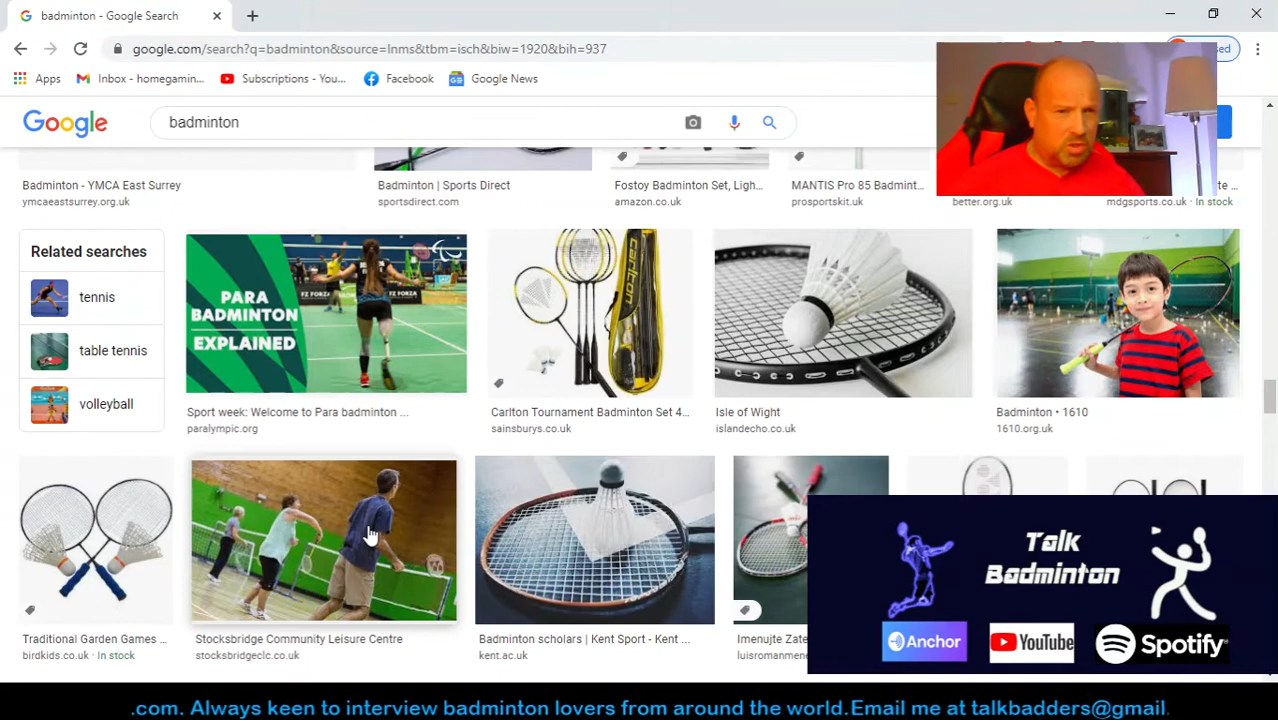 badminton - Google Search
google.com/search?q=badminton&source=lnms&tbm=isch&biw=1920&bih=937
Apps
Inbox - homegamin...
Subscriptions - You...
Facebook
Google News
Google
badminton
Badminton - YMCA East Surrey
ymcaeastsurrey.org.uk
Badminton | Sports Direct
sportsdirect.com
Fostoy Badminton Set, Ligh...
amazon.co.uk
MANTIS Pro 85 Badmint...
prosportskit.uk
better.org.uk
mdgsports.co.uk · In stock
Related searches
tennis
table tennis
volleyball
PARA
BADMINTON
EXPLAINED
FZ FORZA
Sport week: Welcome to Para badminton ...
paralympic.org
carlton
Carlton Tournament Badminton Set 4...
sainsburys.co.uk
Isle of Wight
islandecho.co.uk
Badminton • 1610
1610.org.uk
Traditional Garden Games ...
birdkids.co.uk · In stock
Stocksbridge Community Leisure Centre
stocksbridgeclc.co.uk
Badminton scholars | Kent Sport - Kent ...
kent.ac.uk
Imenujte Zate
luisromanmene
Talk
Badminton
Anchor
YouTube
Spotify
.com. Always keen to interview badminton lovers from around the world.Email me at talkbadders@gmail.